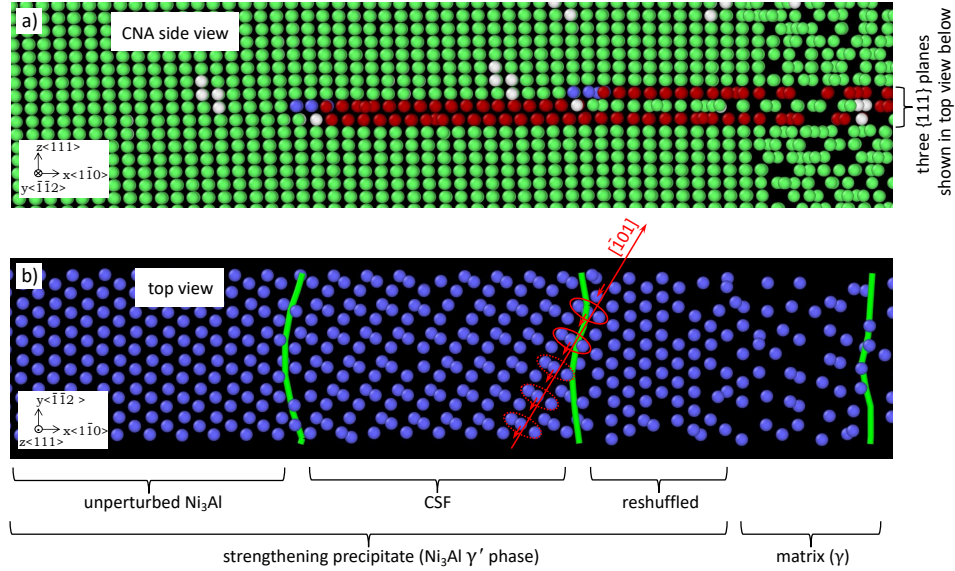 a)
CNA side view
z<111>
x<11̄0>
y<1̄1̄2>
three {111} planes
shown in top view below
b)
top view
[1̄01]
y<1̄1̄2 >
x<11̄0>
z<111>
unperturbed Ni₃Al
CSF
reshuffled
strengthening precipitate (Ni₃Al γ′ phase)
matrix (γ)